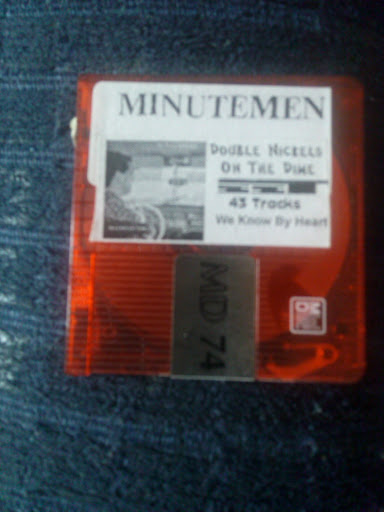 MINUTEMEN
DOUBLE NICKELS
ON THE DIME
43 Tracks
We Know By Heart
MD 74